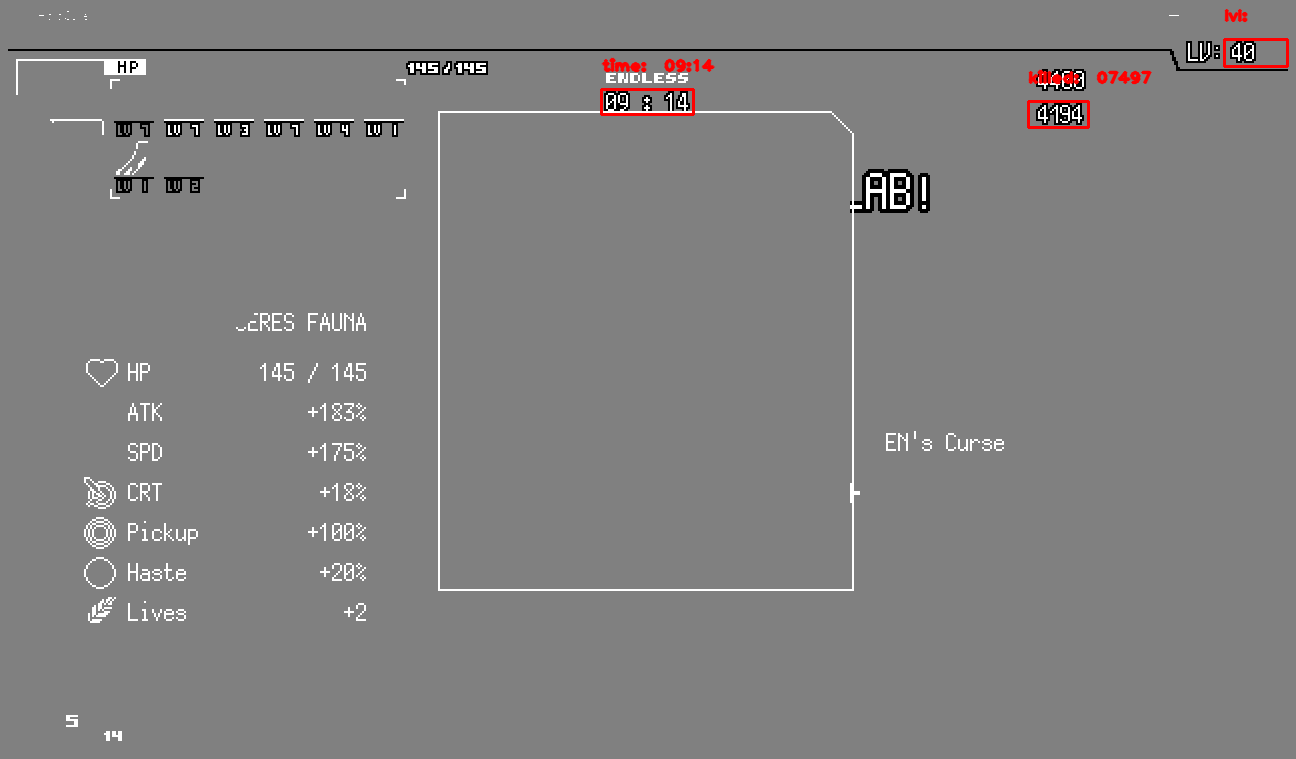 lvl:
LV: 40
HP 145/145
time: 09:14
ENDLESS
09 : 14
killed: 07497
4194
LV 7 LV 7 LV 3 LV 7 LV 4 LV 1
LV 1 LV 2
LAB!
CERES FAUNA
HP 145 / 145
ATK +183%
SPD +175%
EN's Curse
CRT +18%
Pickup +100%
Haste +20%
Lives +2
5
14